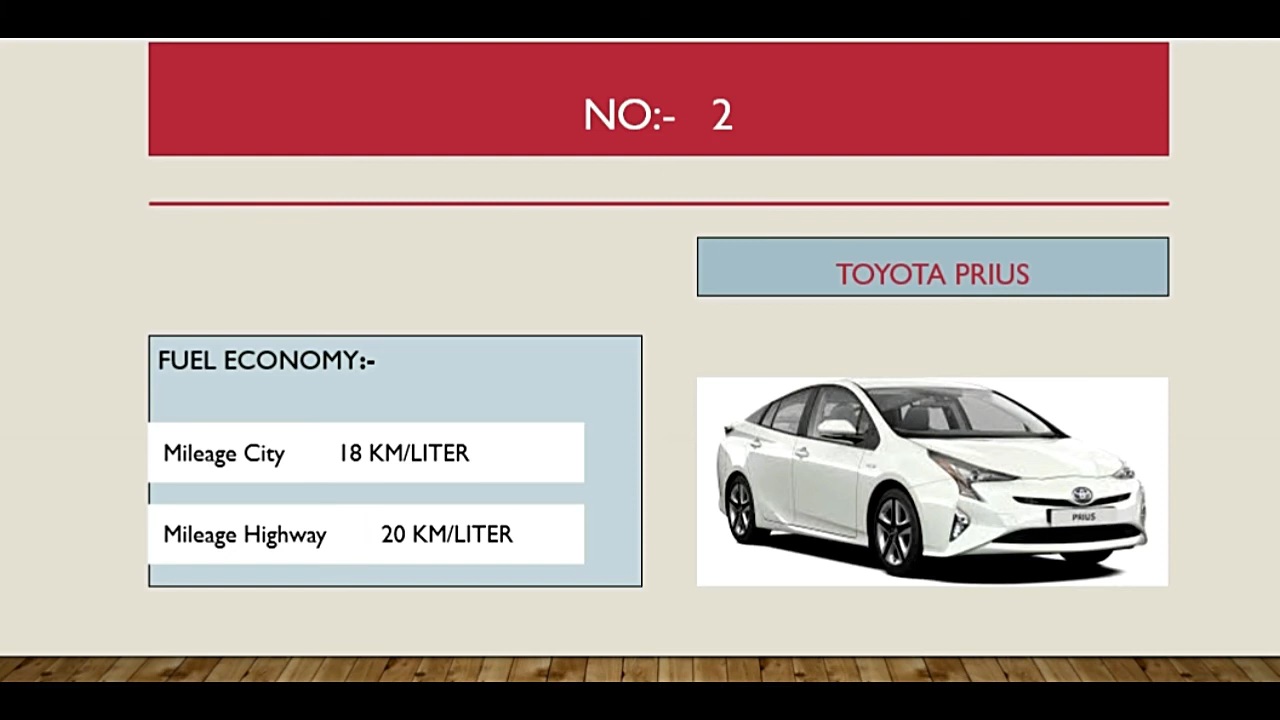 NO:- 2
TOYOTA PRIUS
FUEL ECONOMY:-
Mileage City 18 KM/LITER
Mileage Highway 20 KM/LITER
PRIUS